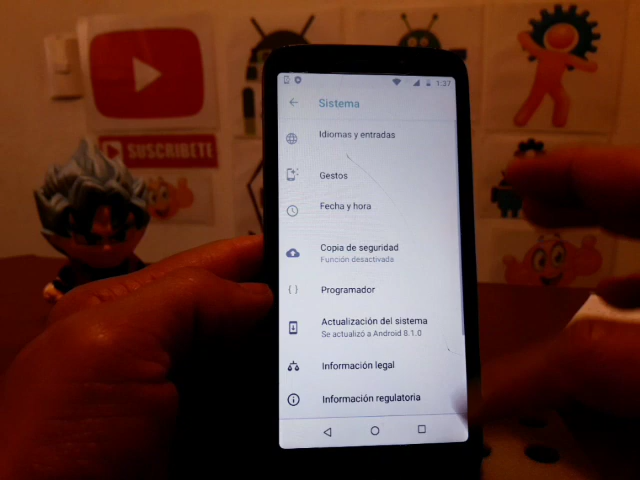 1:37
Sistema
Idiomas y entradas
Gestos
Fecha y hora
Copia de seguridad
Función desactivada
{ } Programador
Actualización del sistema
Se actualizó a Android 8.1.0
Información legal
Información regulatoria
SUSCRIBETE